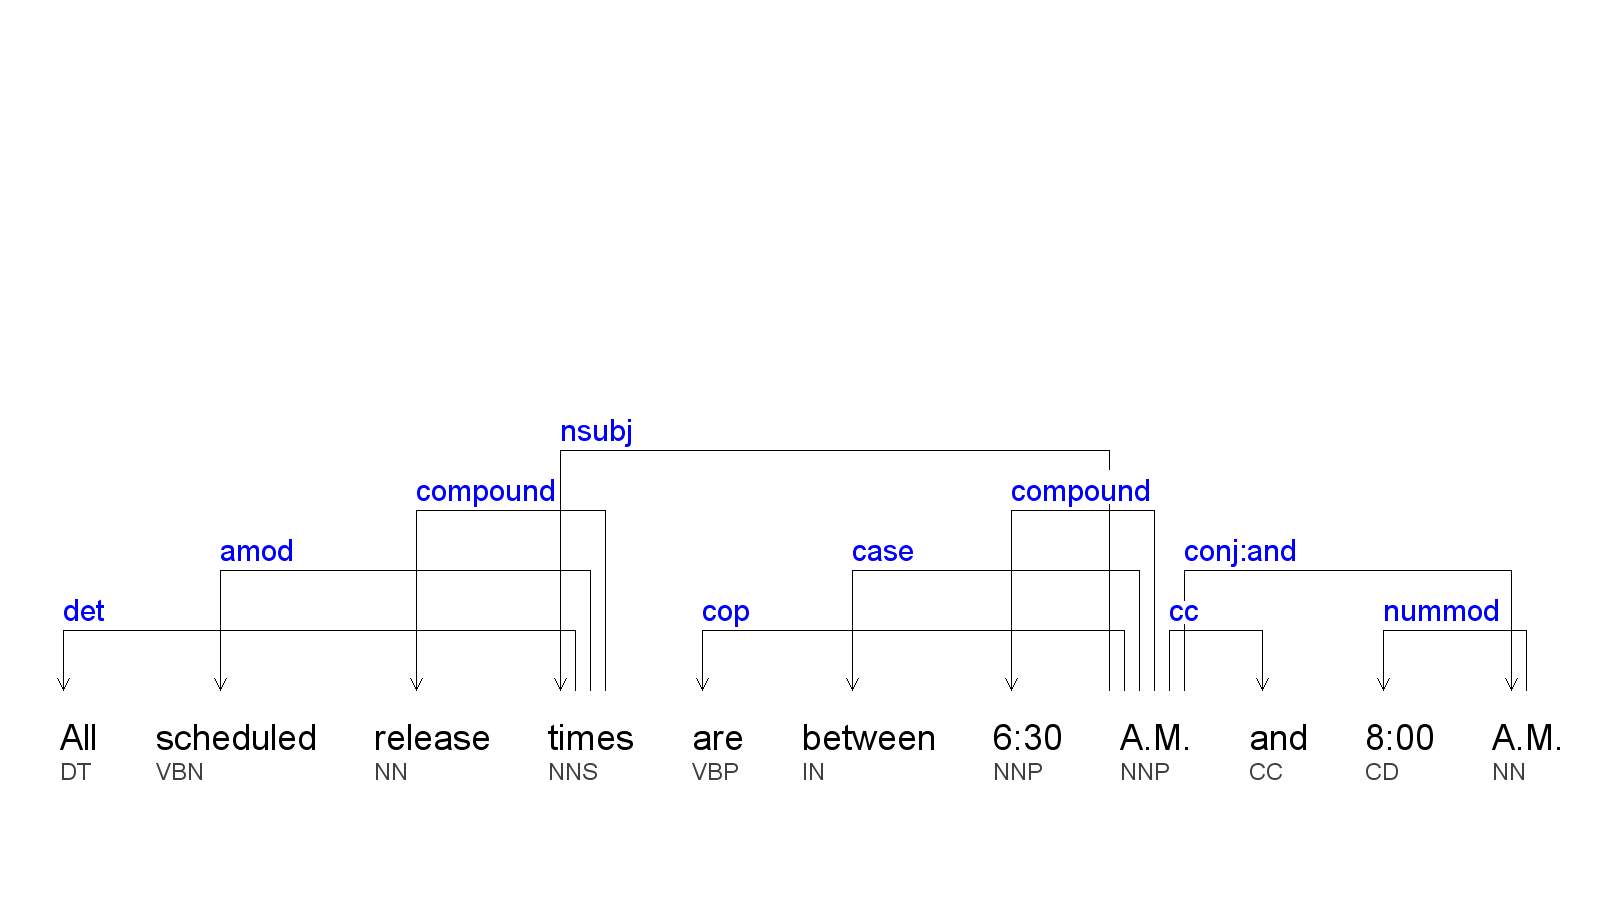 nsubj
compound compound
amod case conj:and
det cop cc nummod
All scheduled release times are between 6:30 A.M. and 8:00 A.M.
DT VBN NN NNS VBP IN NNP NNP CC CD NN